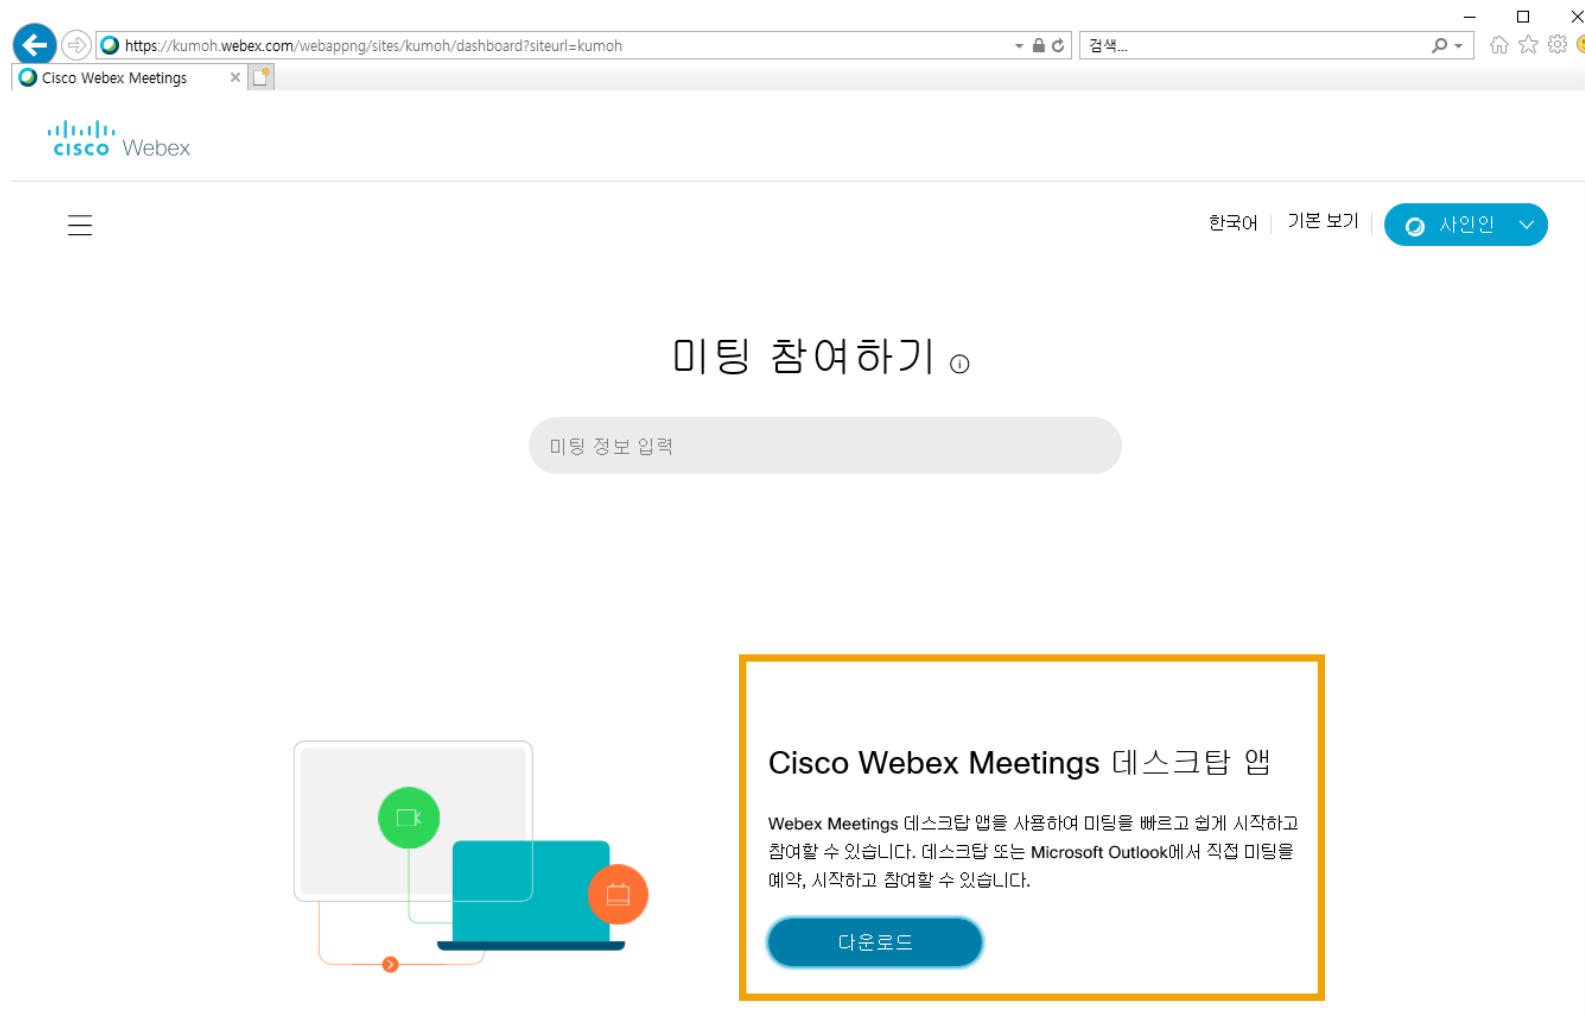 https://kumoh.webex.com/webappng/sites/kumoh/dashboard?siteurl=kumoh
검색...
Cisco Webex Meetings
cisco Webex
한국어
기본 보기
사인인
미팅 참여하기
미팅 정보 입력
Cisco Webex Meetings 데스크탑 앱
Webex Meetings 데스크탑 앱을 사용하여 미팅을 빠르고 쉽게 시작하고
참여할 수 있습니다. 데스크탑 또는 Microsoft Outlook에서 직접 미팅을
예약, 시작하고 참여할 수 있습니다.
다운로드